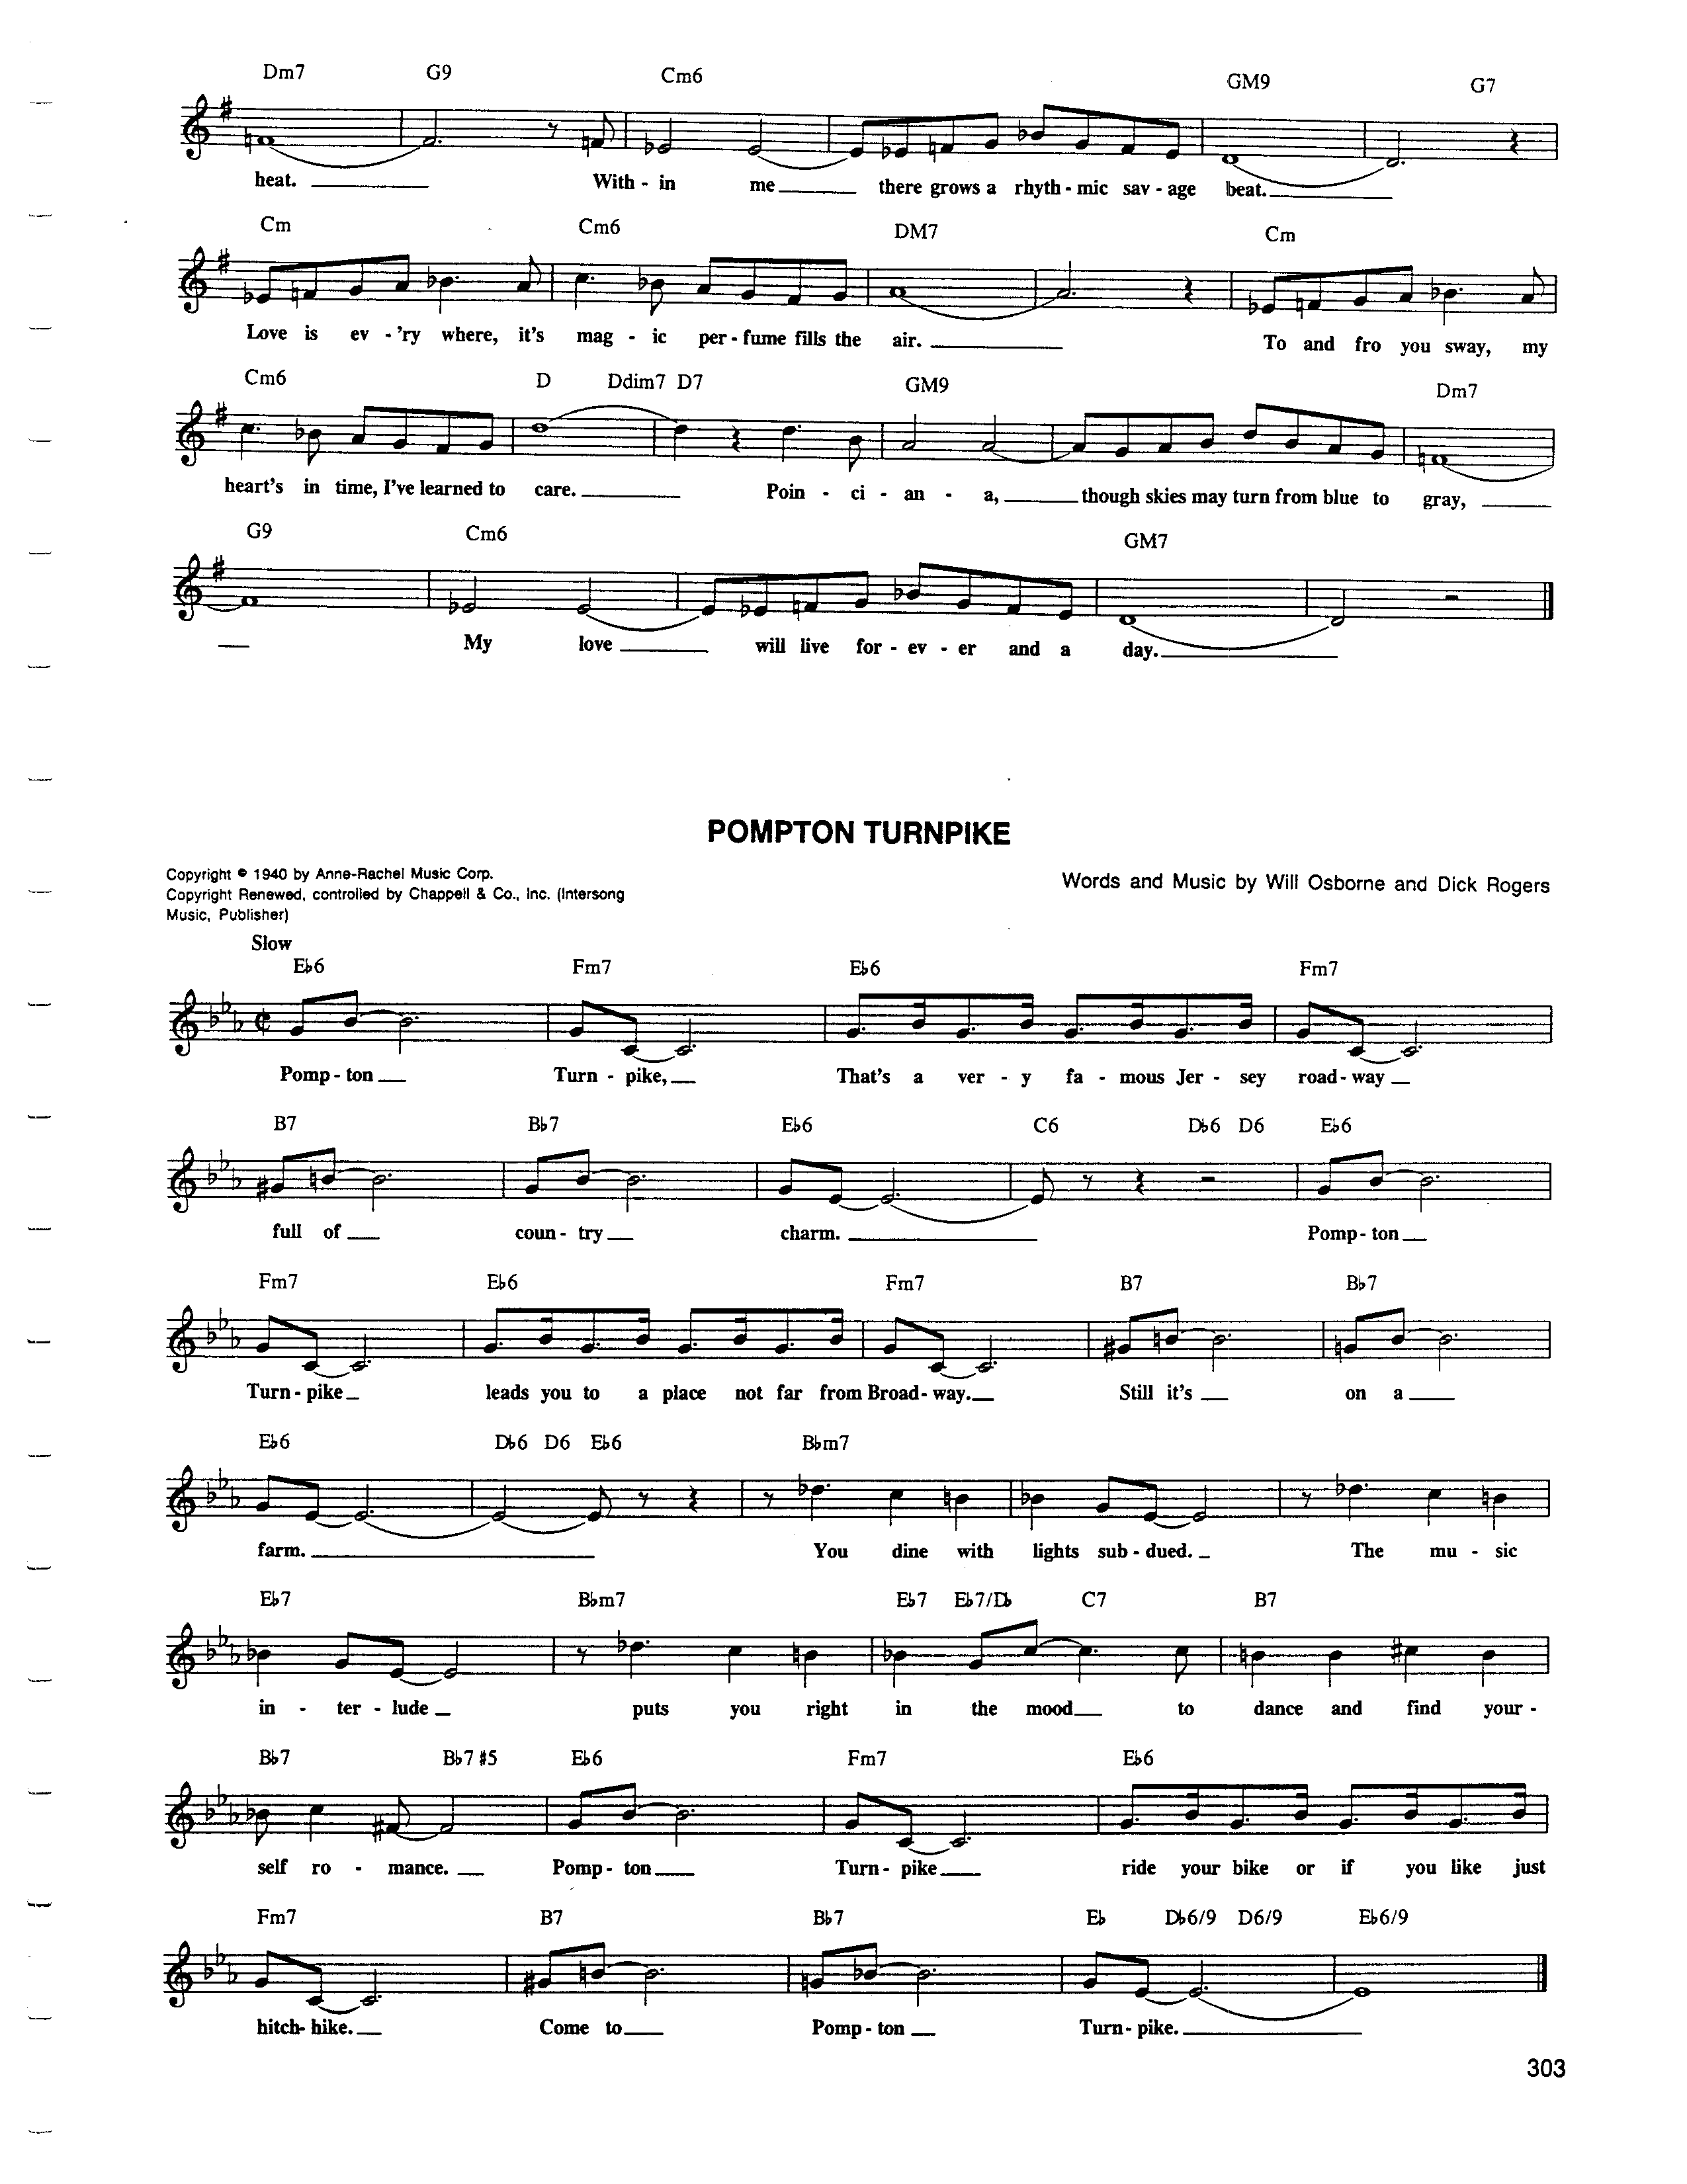 Dm7 G9 Cm6 GM9 G7
heat. With - in me there grows a rhyth - mic sav - age beat.
Cm Cm6 DM7 Cm
Love is ev - 'ry where, it's mag - ic per - fume fills the air. To and fro you sway, my
Cm6 D Ddim7 D7 GM9 Dm7
heart's in time, I've learned to care. Poin - ci - an - a, though skies may turn from blue to gray,
G9 Cm6 GM7
My love will live for - ev - er and a day.
POMPTON TURNPIKE
Copyright © 1940 by Anne-Rachel Music Corp.
Copyright Renewed, controlled by Chappell & Co., Inc. (Intersong
Music, Publisher)
Words and Music by Will Osborne and Dick Rogers
Slow
E♭6 Fm7 E♭6 Fm7
Pomp - ton Turn - pike, That's a ver - y fa - mous Jer - sey road - way
B7 B♭7 E♭6 C6 D♭6 D6 E♭6
full of coun - try charm. Pomp - ton
Fm7 E♭6 Fm7 B7 B♭7
Turn - pike leads you to a place not far from Broad - way. Still it's on a
E♭6 D♭6 D6 E♭6 B♭m7
farm. You dine with lights sub - dued. The mu - sic
E♭7 B♭m7 E♭7 E♭7/D♭ C7 B7
in - ter - lude puts you right in the mood to dance and find your -
B♭7 B♭7 #5 E♭6 Fm7 E♭6
self ro - mance. Pomp - ton Turn - pike ride your bike or if you like just
Fm7 B7 B♭7 E♭ D♭6/9 D6/9 E♭6/9
hitch - hike. Come to Pomp - ton Turn - pike.
303